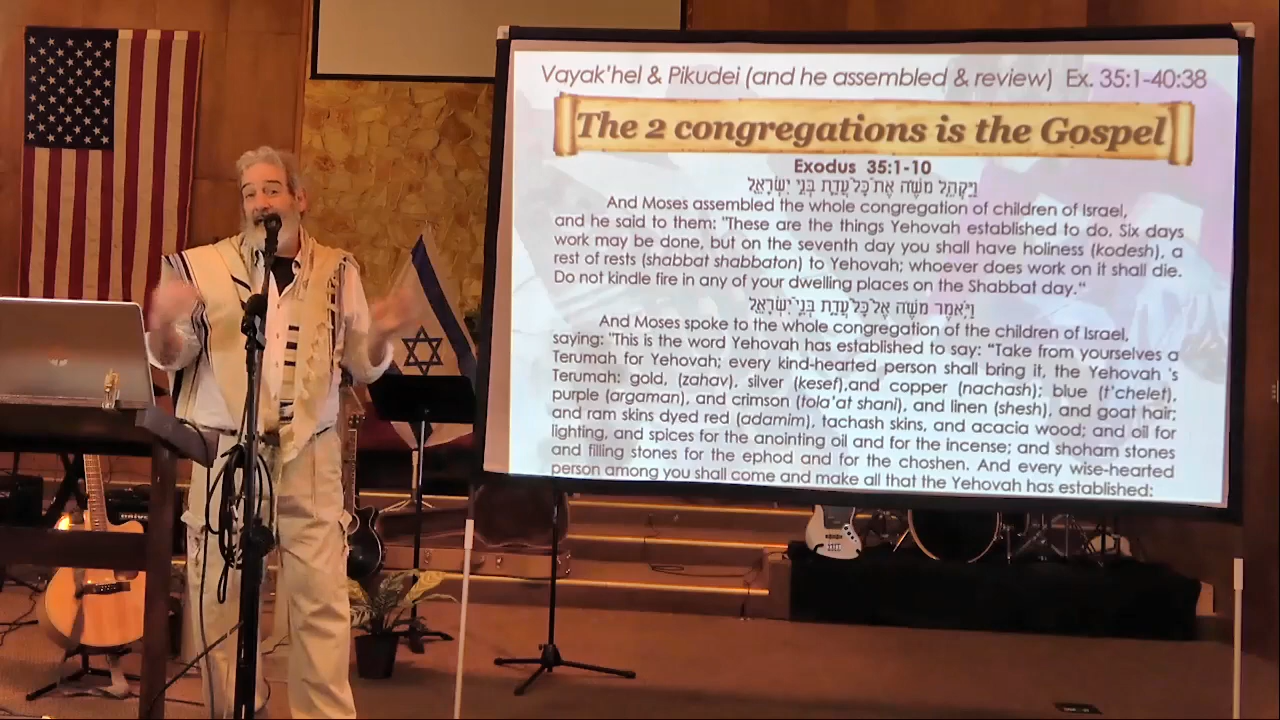 Vayak'hel & Pikudei (and he assembled & review) Ex. 35:1-40:38
The 2 congregations is the Gospel
Exodus 35:1-10
וַיַּקְהֵ֣ל מֹשֶׁ֗ה אֶֽת־כָּל־עֲדַ֛ת בְּנֵ֥י יִשְׂרָאֵ֖ל
And Moses assembled the whole congregation of children of Israel,
and he said to them: "These are the things Yehovah established to do. Six days
work may be done, but on the seventh day you shall have holiness (kodesh), a
rest of rests (shabbat shabbaton) to Yehovah; whoever does work on it shall die.
Do not kindle fire in any of your dwelling places on the Shabbat day."
וַיֹּ֣אמֶר מֹשֶׁ֔ה אֶל־כָּל־עֲדַ֥ת בְּנֵֽי־יִשְׂרָאֵ֖ל
And Moses spoke to the whole congregation of the children of Israel,
saying: "This is the word Yehovah has established to say: "Take from yourselves a
Terumah for Yehovah; every kind-hearted person shall bring it, the Yehovah 's
Terumah: gold, (zahav), silver (kesef),and copper (nachash); blue (t'chelet),
purple (argaman), and crimson (tola'at shani), and linen (shesh), and goat hair;
and ram skins dyed red (adamim), tachash skins, and acacia wood; and oil for
lighting, and spices for the anointing oil and for the incense; and shoham stones
and filling stones for the ephod and for the choshen. And every wise-hearted
person among you shall come and make all that the Yehovah has established: